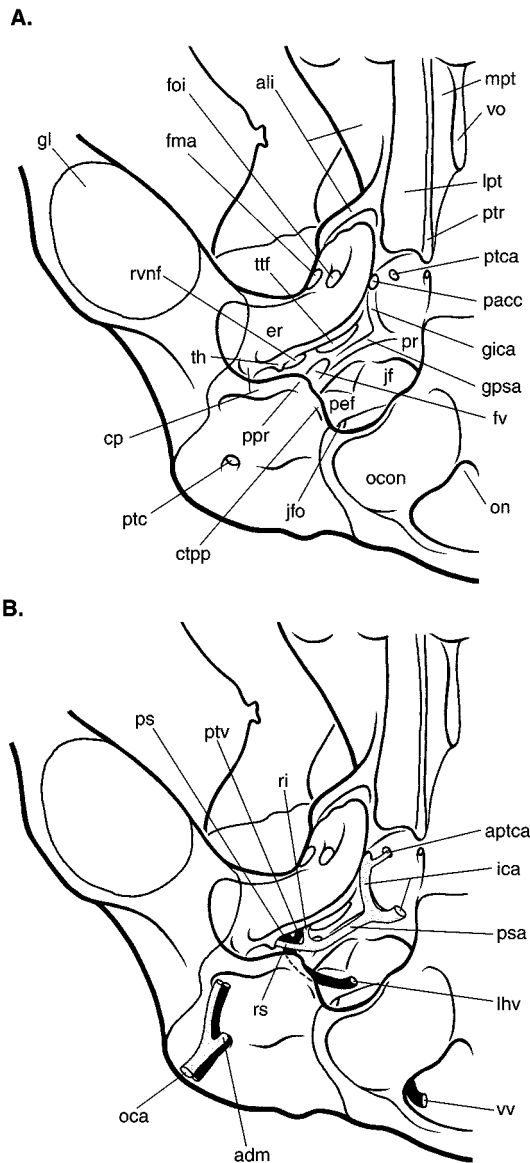 A.
foi
ali
mpt
fma
vo
gl
lpt
ptr
ttf
ptca
rvnf
pacc
er
pr
gica
th
jf
gpsa
pef
cp
fv
ppr
ocon
on
ptc
jfo
ctpp
B.
ps
ptv
ri
aptca
ica
psa
rs
lhv
oca
vv
adm